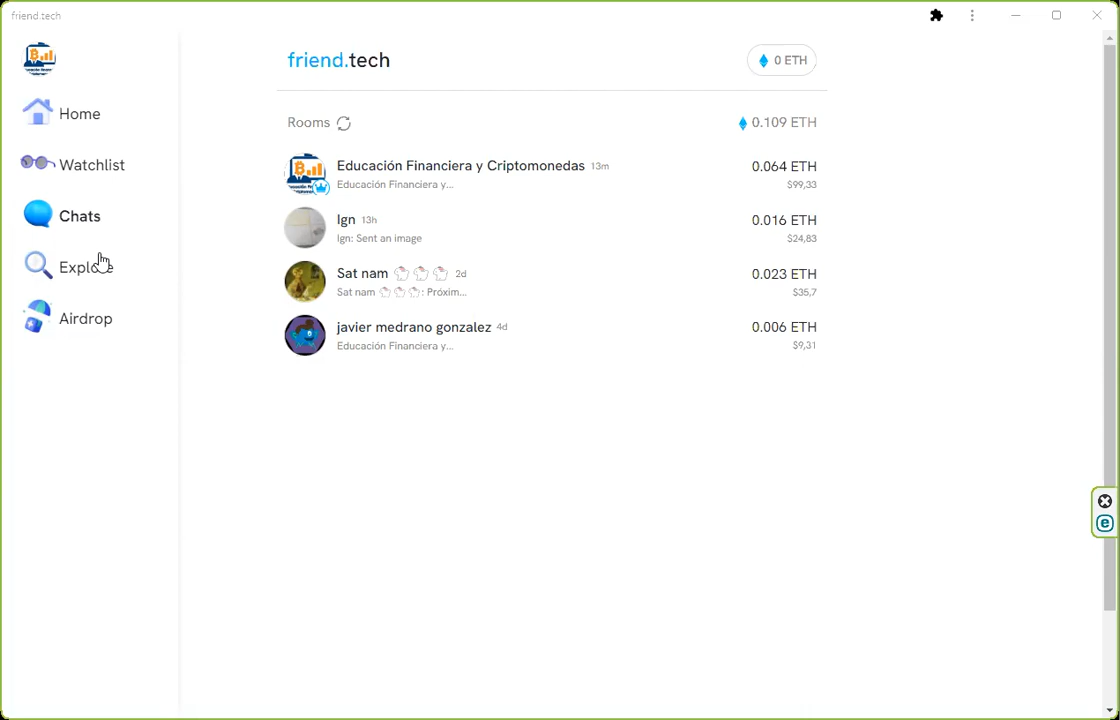 friend.tech
Home
Watchlist
Chats
Explore
Airdrop
friend.tech
0 ETH
Rooms
0.109 ETH
Educación Financiera y Criptomonedas 13m
0.064 ETH
Educación Financiera y...
$99,33
Ign 13h
0.016 ETH
Ign: Sent an image
$24,83
Sat nam 2d
0.023 ETH
Sat nam : Próxim...
$35,7
javier medrano gonzalez 4d
0.006 ETH
Educación Financiera y...
$9,31